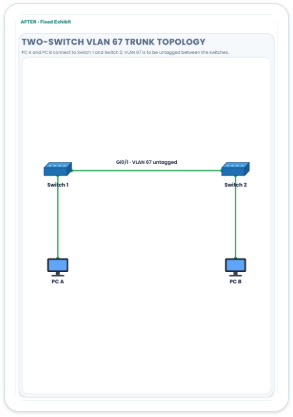 AFTER · Fixed Exhibit
TWO-SWITCH VLAN 67 TRUNK TOPOLOGY
PC A and PC B connect to Switch 1 and Switch 2; VLAN 67 is to be untagged between the switches.
Gi0/1 · VLAN 67 untagged
Switch 1
Switch 2
PC A
PC B